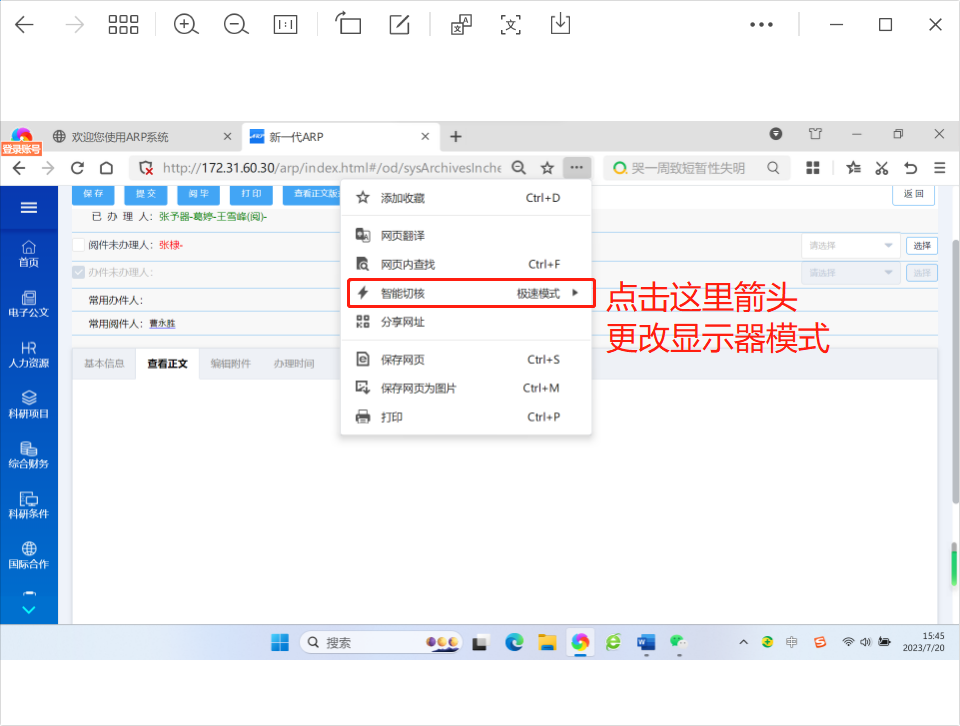 登录账号
欢迎您使用ARP系统
ARP 新一代ARP
http://172.31.60.30/arp/index.html#/od/sysArchivesInche
哭一周致短暂性失明
保存 提交 阅毕 打印 查看正文版 返回
已办理人: 张予器-葛婷-王雪峰(阅)-
阅件未办理人: 张棣- 请选择 选择
办件未办理人: 请选择 选择
常用办件人:
常用阅件人: 曹永胜
基本信息 查看正文 编辑附件 办理时间
首页
电子公文
HR
人力资源
科研项目
综合财务
科研条件
国际合作
添加收藏 Ctrl+D
网页翻译
网页内查找 Ctrl+F
智能切核 极速模式
分享网址
保存网页 Ctrl+S
保存网页为图片 Ctrl+M
打印 Ctrl+P
点击这里箭头
更改显示器模式
搜索
中
15:45
2023/7/20